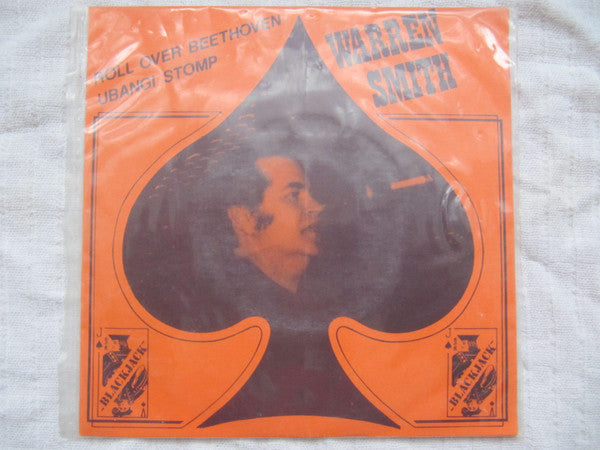 ROLL OVER BEETHOVEN
UBANGI STOMP
WARREN
SMITH
J
BLACKJACK
J
BLACKJACK